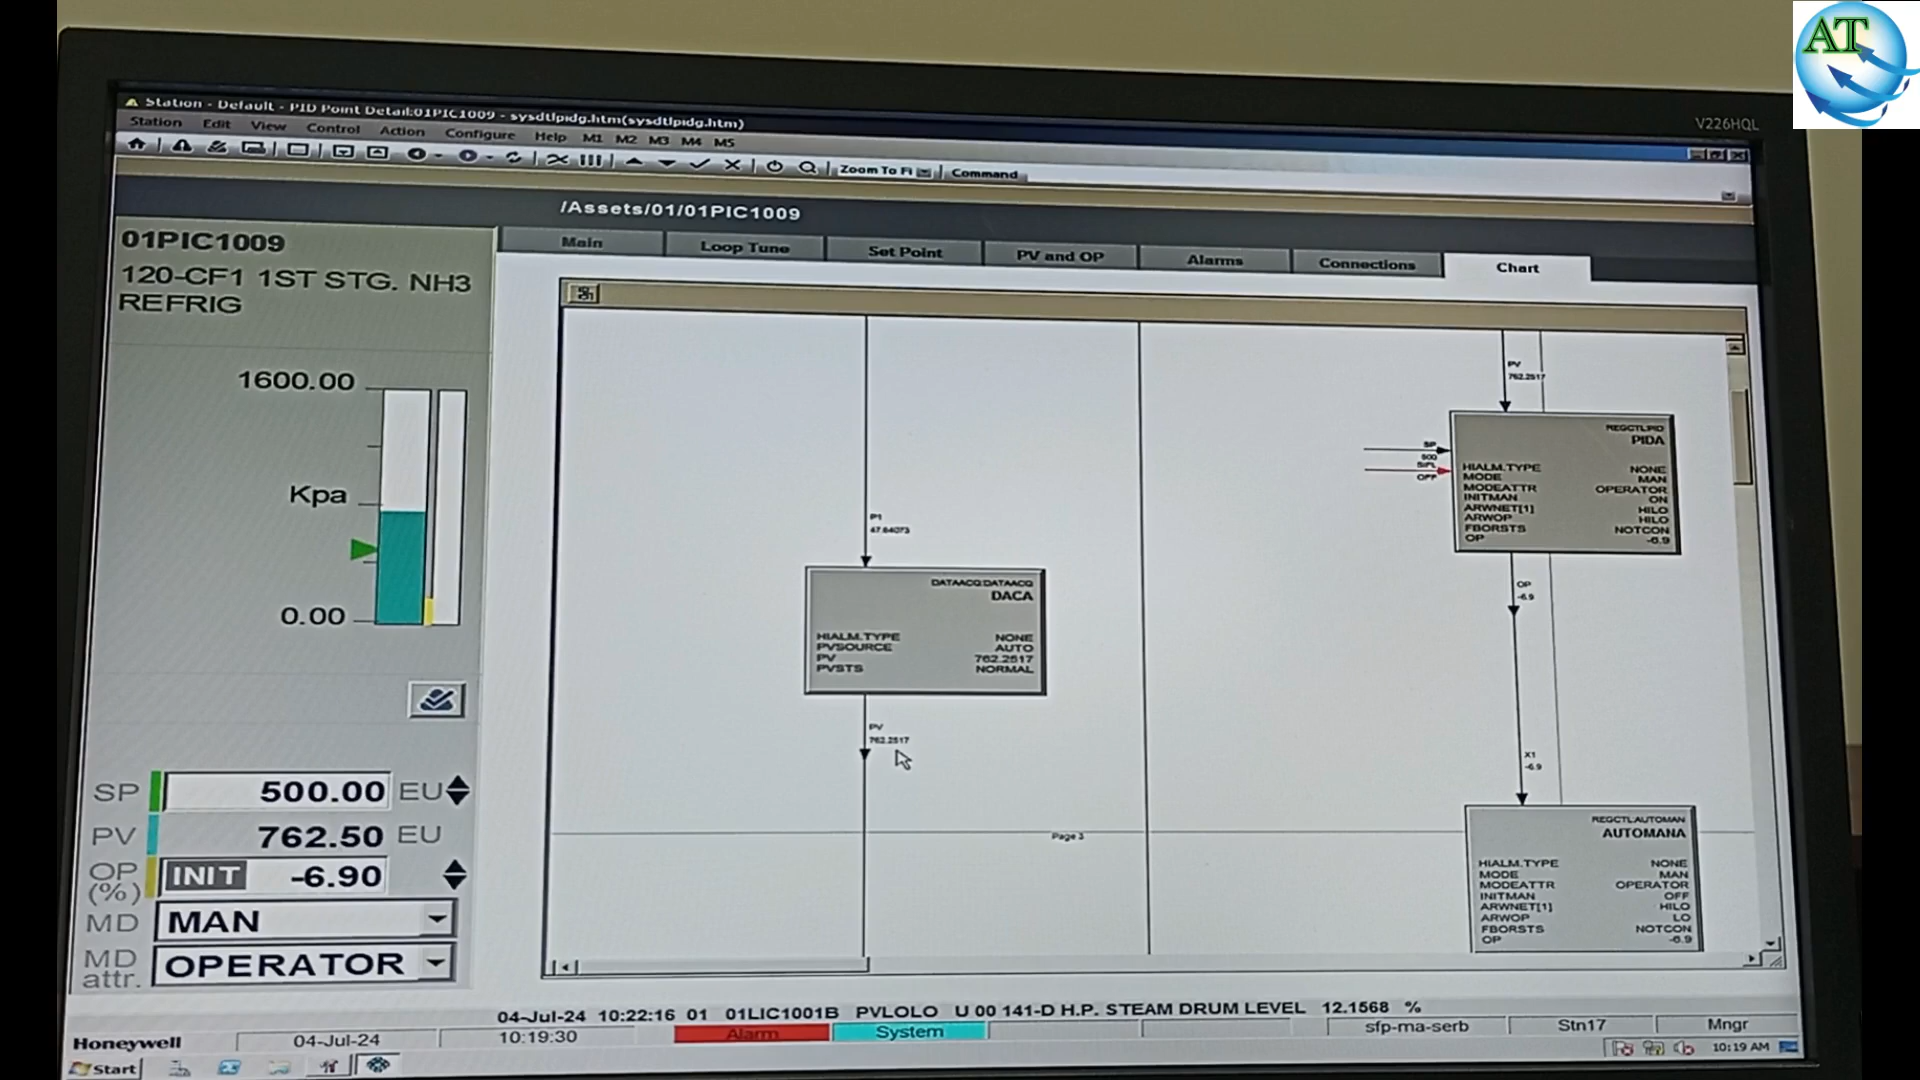 AT
V226HQL
Station - Default - PID Point Detail:01PIC1009 - sysdtlpidg.htm(sysdtlpidg.htm)
Station Edit View Control Action Configure Help M1 M2 M3 M4 M5
Zoom To Fi Command
/Assets/01/01PIC1009
Main Loop Tune Set Point PV and OP Alarms Connections Chart
01PIC1009
120-CF1 1ST STG. NH3
REFRIG
1600.00
Kpa
0.00
SP 500.00 EU
PV 762.50 EU
OP (%) INIT -6.90
MD MAN
MD attr. OPERATOR
P1
47.64073
DATAACQ:DATAACQ
DACA
HIALM.TYPE NONE
PVSOURCE AUTO
PV 762.2517
PVSTS NORMAL
PV
762.2517
Page 3
PV
762.2517
SP
500
SIFL
OFF
REGCTL:PID
PIDA
HIALM.TYPE NONE
MODE MAN
MODEATTR OPERATOR
INITMAN ON
ARWNET[1] HILO
ARWOP HILO
FBORSTS NOTCON
OP -6.9
OP
-6.9
X1
-6.9
REGCTL:AUTOMAN
AUTOMANA
HIALM.TYPE NONE
MODE MAN
MODEATTR OPERATOR
INITMAN OFF
ARWNET[1] HILO
ARWOP LO
FBORSTS NOTCON
OP -6.9
04-Jul-24 10:22:16 01 01LIC1001B PVLOLO U 00 141-D H.P. STEAM DRUM LEVEL 12.1568 %
Honeywell 04-Jul-24 10:19:30 Alarm System sfp-ma-serb Stn17 Mngr
Start 10:19 AM